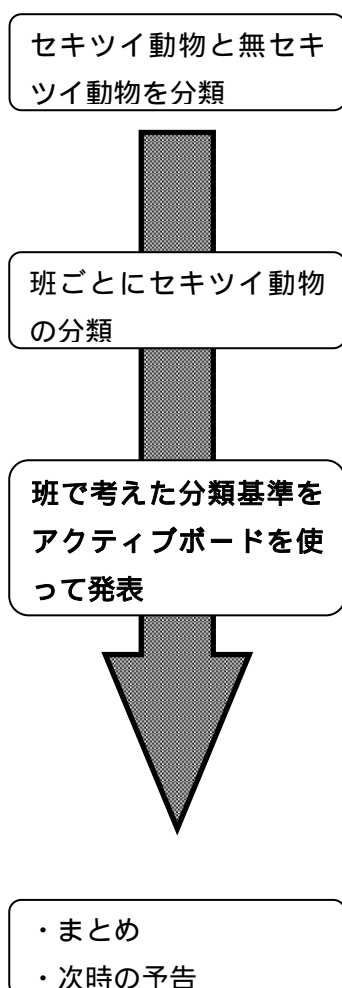 セキツイ動物と無セキ
ツイ動物を分類
班ごとにセキツイ動物
の分類
班で考えた分類基準を
アクティブボードを使
って発表
・まとめ
・次時の予告